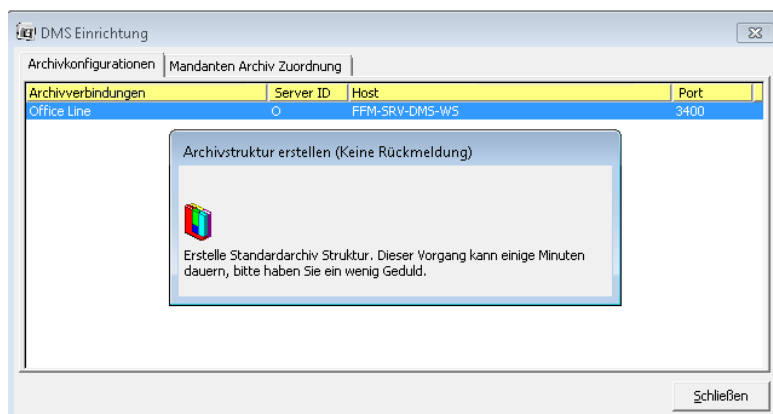 DMS Einrichtung
Archivkonfigurationen Mandanten Archiv Zuordnung
Archivverbindungen Server ID Host Port
Office Line O FFM-SRV-DMS-WS 3400
Archivstruktur erstellen (Keine Rückmeldung)
Erstelle Standardarchiv Struktur. Dieser Vorgang kann einige Minuten
dauern, bitte haben Sie ein wenig Geduld.
Schließen